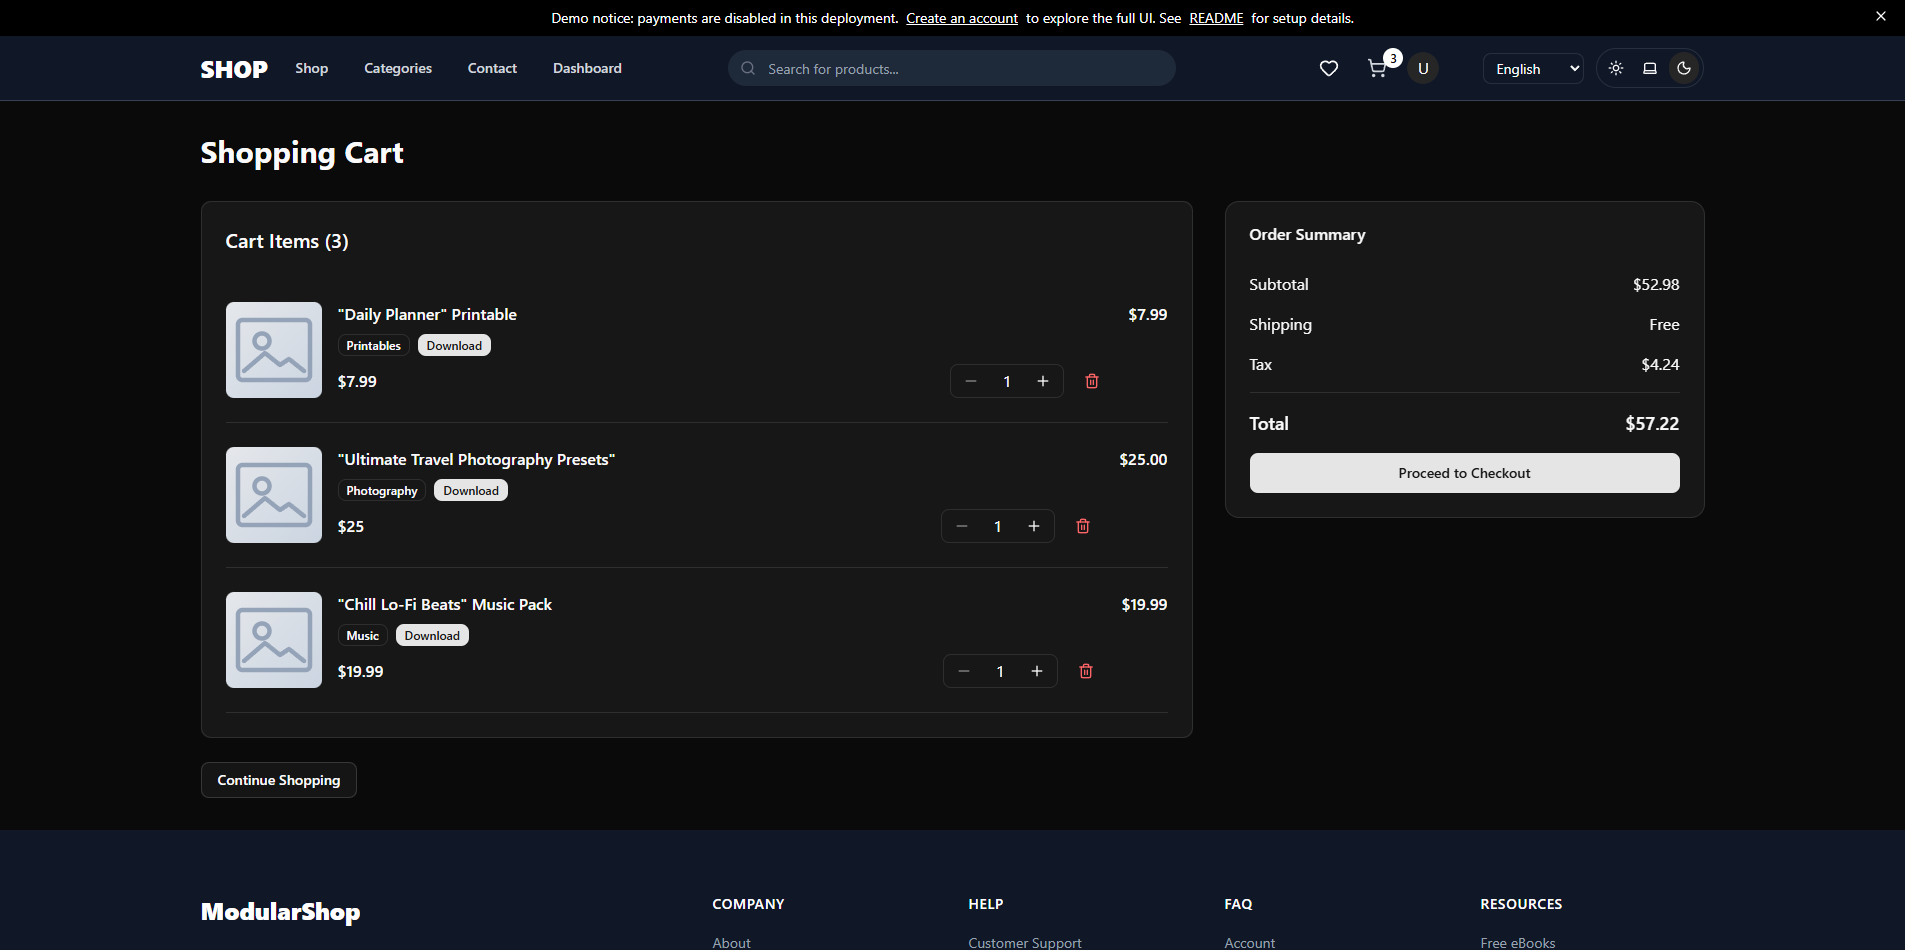 Demo notice: payments are disabled in this deployment. Create an account to explore the full UI. See README for setup details.
SHOP Shop Categories Contact Dashboard Search for products... 3 U English
Shopping Cart
Cart Items (3)
"Daily Planner" Printable $7.99
Printables Download
$7.99 1
"Ultimate Travel Photography Presets" $25.00
Photography Download
$25 1
"Chill Lo-Fi Beats" Music Pack $19.99
Music Download
$19.99 1
Continue Shopping
Order Summary
Subtotal $52.98
Shipping Free
Tax $4.24
Total $57.22
Proceed to Checkout
ModularShop
COMPANY
About
HELP
Customer Support
FAQ
Account
RESOURCES
Free eBooks